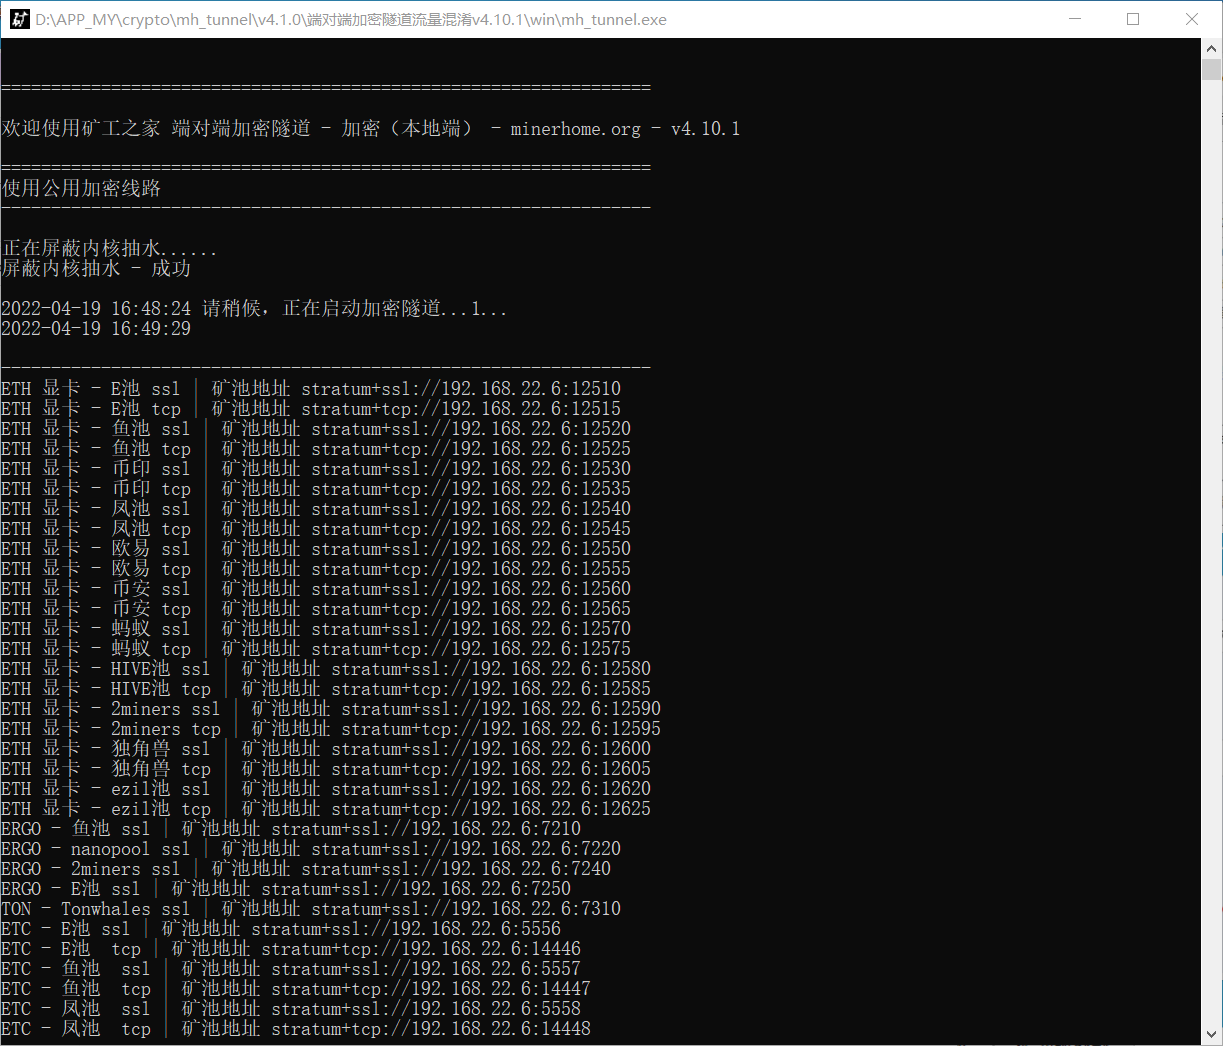 D:\APP_MY\crypto\mh_tunnel\v4.1.0\端对端加密隧道流量混淆v4.10.1\win\mh_tunnel.exe
=================================================================
欢迎使用矿工之家 端对端加密隧道 - 加密（本地端） - minerhome.org - v4.10.1
=================================================================
使用公用加密线路
-----------------------------------------------------------------
正在屏蔽内核抽水......
屏蔽内核抽水 - 成功
2022-04-19 16:48:24 请稍候，正在启动加密隧道...1...
2022-04-19 16:49:29
-----------------------------------------------------------------
ETH 显卡 - E池 ssl | 矿池地址 stratum+ssl://192.168.22.6:12510
ETH 显卡 - E池 tcp | 矿池地址 stratum+tcp://192.168.22.6:12515
ETH 显卡 - 鱼池 ssl | 矿池地址 stratum+ssl://192.168.22.6:12520
ETH 显卡 - 鱼池 tcp | 矿池地址 stratum+tcp://192.168.22.6:12525
ETH 显卡 - 币印 ssl | 矿池地址 stratum+ssl://192.168.22.6:12530
ETH 显卡 - 币印 tcp | 矿池地址 stratum+tcp://192.168.22.6:12535
ETH 显卡 - 凤池 ssl | 矿池地址 stratum+ssl://192.168.22.6:12540
ETH 显卡 - 凤池 tcp | 矿池地址 stratum+tcp://192.168.22.6:12545
ETH 显卡 - 欧易 ssl | 矿池地址 stratum+ssl://192.168.22.6:12550
ETH 显卡 - 欧易 tcp | 矿池地址 stratum+tcp://192.168.22.6:12555
ETH 显卡 - 币安 ssl | 矿池地址 stratum+ssl://192.168.22.6:12560
ETH 显卡 - 币安 tcp | 矿池地址 stratum+tcp://192.168.22.6:12565
ETH 显卡 - 蚂蚁 ssl | 矿池地址 stratum+ssl://192.168.22.6:12570
ETH 显卡 - 蚂蚁 tcp | 矿池地址 stratum+tcp://192.168.22.6:12575
ETH 显卡 - HIVE池 ssl | 矿池地址 stratum+ssl://192.168.22.6:12580
ETH 显卡 - HIVE池 tcp | 矿池地址 stratum+tcp://192.168.22.6:12585
ETH 显卡 - 2miners ssl | 矿池地址 stratum+ssl://192.168.22.6:12590
ETH 显卡 - 2miners tcp | 矿池地址 stratum+tcp://192.168.22.6:12595
ETH 显卡 - 独角兽 ssl | 矿池地址 stratum+ssl://192.168.22.6:12600
ETH 显卡 - 独角兽 tcp | 矿池地址 stratum+tcp://192.168.22.6:12605
ETH 显卡 - ezil池 ssl | 矿池地址 stratum+ssl://192.168.22.6:12620
ETH 显卡 - ezil池 tcp | 矿池地址 stratum+tcp://192.168.22.6:12625
ERGO - 鱼池 ssl | 矿池地址 stratum+ssl://192.168.22.6:7210
ERGO - nanopool ssl | 矿池地址 stratum+ssl://192.168.22.6:7220
ERGO - 2miners ssl | 矿池地址 stratum+ssl://192.168.22.6:7240
ERGO - E池 ssl | 矿池地址 stratum+ssl://192.168.22.6:7250
TON - Tonwhales ssl | 矿池地址 stratum+ssl://192.168.22.6:7310
ETC - E池 ssl | 矿池地址 stratum+ssl://192.168.22.6:5556
ETC - E池  tcp | 矿池地址 stratum+tcp://192.168.22.6:14446
ETC - 鱼池  ssl | 矿池地址 stratum+ssl://192.168.22.6:5557
ETC - 鱼池  tcp | 矿池地址 stratum+tcp://192.168.22.6:14447
ETC - 凤池  ssl | 矿池地址 stratum+ssl://192.168.22.6:5558
ETC - 凤池  tcp | 矿池地址 stratum+tcp://192.168.22.6:14448